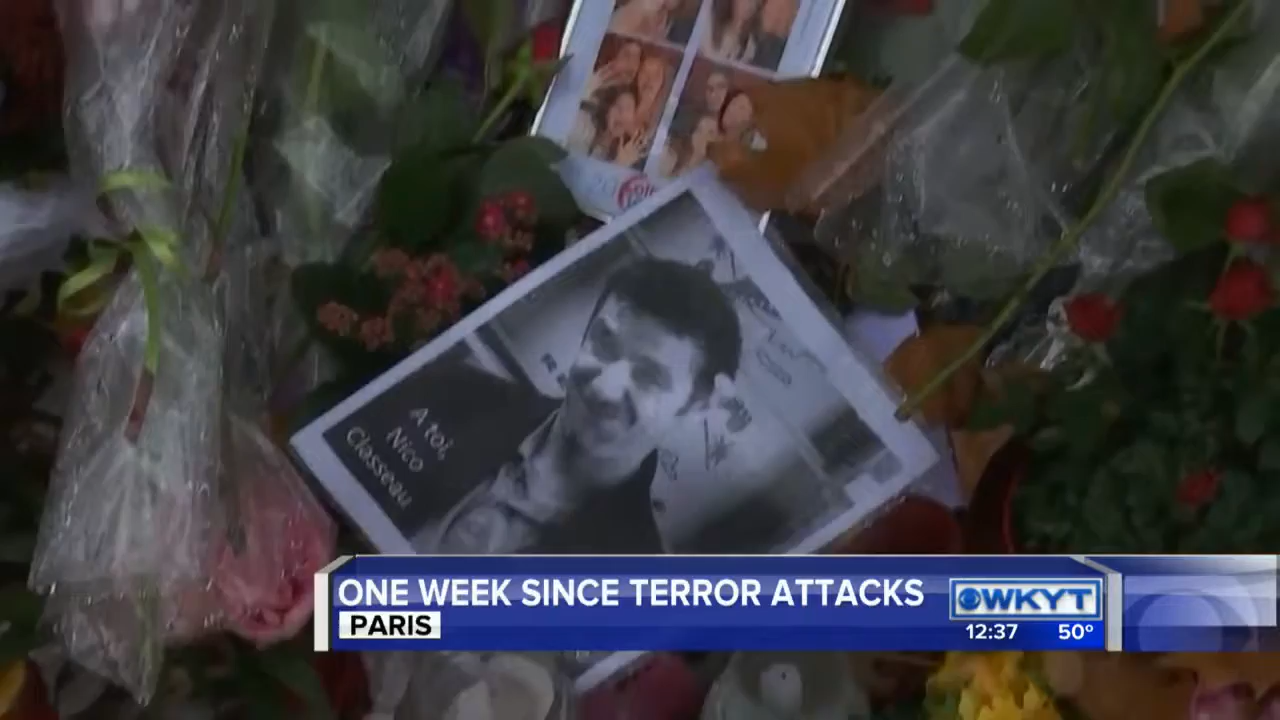 A toi,
Nico
Classeau
ONE WEEK SINCE TERROR ATTACKS
PARIS
WKYT
12:37 50°